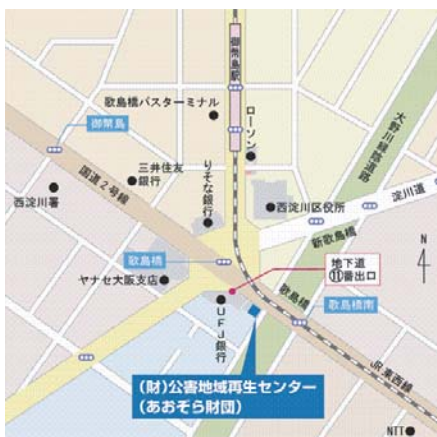 御幣島駅
歌島橋バスターミナル
ローソン
大野川緑陰道路
御幣島
国道2号線
三井住友
銀行
りそな銀行
西淀川署
西淀川区役所
淀川通
新歌島橋
N
歌島橋
地下道
⑪番出口
ヤナセ大阪支店
UFJ銀行
歌島橋
歌島橋南
JR東西線
(財)公害地域再生センター
(あおぞら財団)
NTT